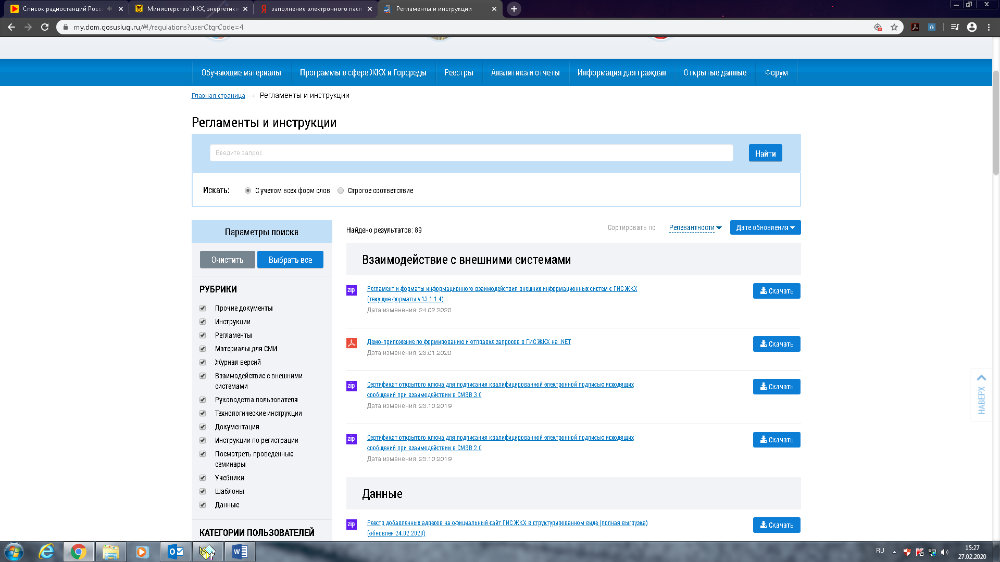 Список радиостанций Росс
Министерство ЖКХ, энергетики
заполнение электронного пасп
Регламенты и инструкции
my.dom.gosuslugi.ru/#!/regulations?userCtgrCode=4
Обучающие материалы
Программы в сфере ЖКХ и Горсреды
Реестры
Аналитика и отчёты
Информация для граждан
Открытые данные
Форум
Главная страница → Регламенты и инструкции
Регламенты и инструкции
Введите запрос
Найти
Искать:
С учетом всех форм слов
Строгое соответствие
Параметры поиска
Очистить
Выбрать все
РУБРИКИ
Прочие документы
Инструкции
Регламенты
Материалы для СМИ
Журнал версий
Взаимодействие с внешними
системами
Руководства пользователя
Технологические инструкции
Документация
Инструкции по регистрации
Посмотреть проведенные
семинары
Учебники
Шаблоны
Данные
КАТЕГОРИИ ПОЛЬЗОВАТЕЛЕЙ
Найдено результатов: 89
Сортировать по
Релевантности
Дате обновления
Взаимодействие с внешними системами
zip
Регламент и форматы информационного взаимодействия внешних информационных систем с ГИС ЖКХ
(текущие форматы v.13.1.1.4)
Дата изменения: 24.02.2020
Скачать
Демо-приложение по формированию и отправке запросов в ГИС ЖКХ на .NET
Дата изменения: 23.01.2020
Скачать
zip
Сертификат открытого ключа для подписания квалифицированной электронной подписью исходящих
сообщений при взаимодействии в СМЭВ 3.0
Дата изменения: 23.10.2019
Скачать
zip
Сертификат открытого ключа для подписания квалифицированной электронной подписью исходящих
сообщений при взаимодействии в СМЭВ 2.0
Дата изменения: 23.10.2019
Скачать
Данные
zip
Реестр добавленных адресов на официальный сайт ГИС ЖКХ в структурированном виде (полная выгрузка)
(обновлен 24.02.2020)
Скачать
НАВЕРХ
RU
15:27
27.02.2020